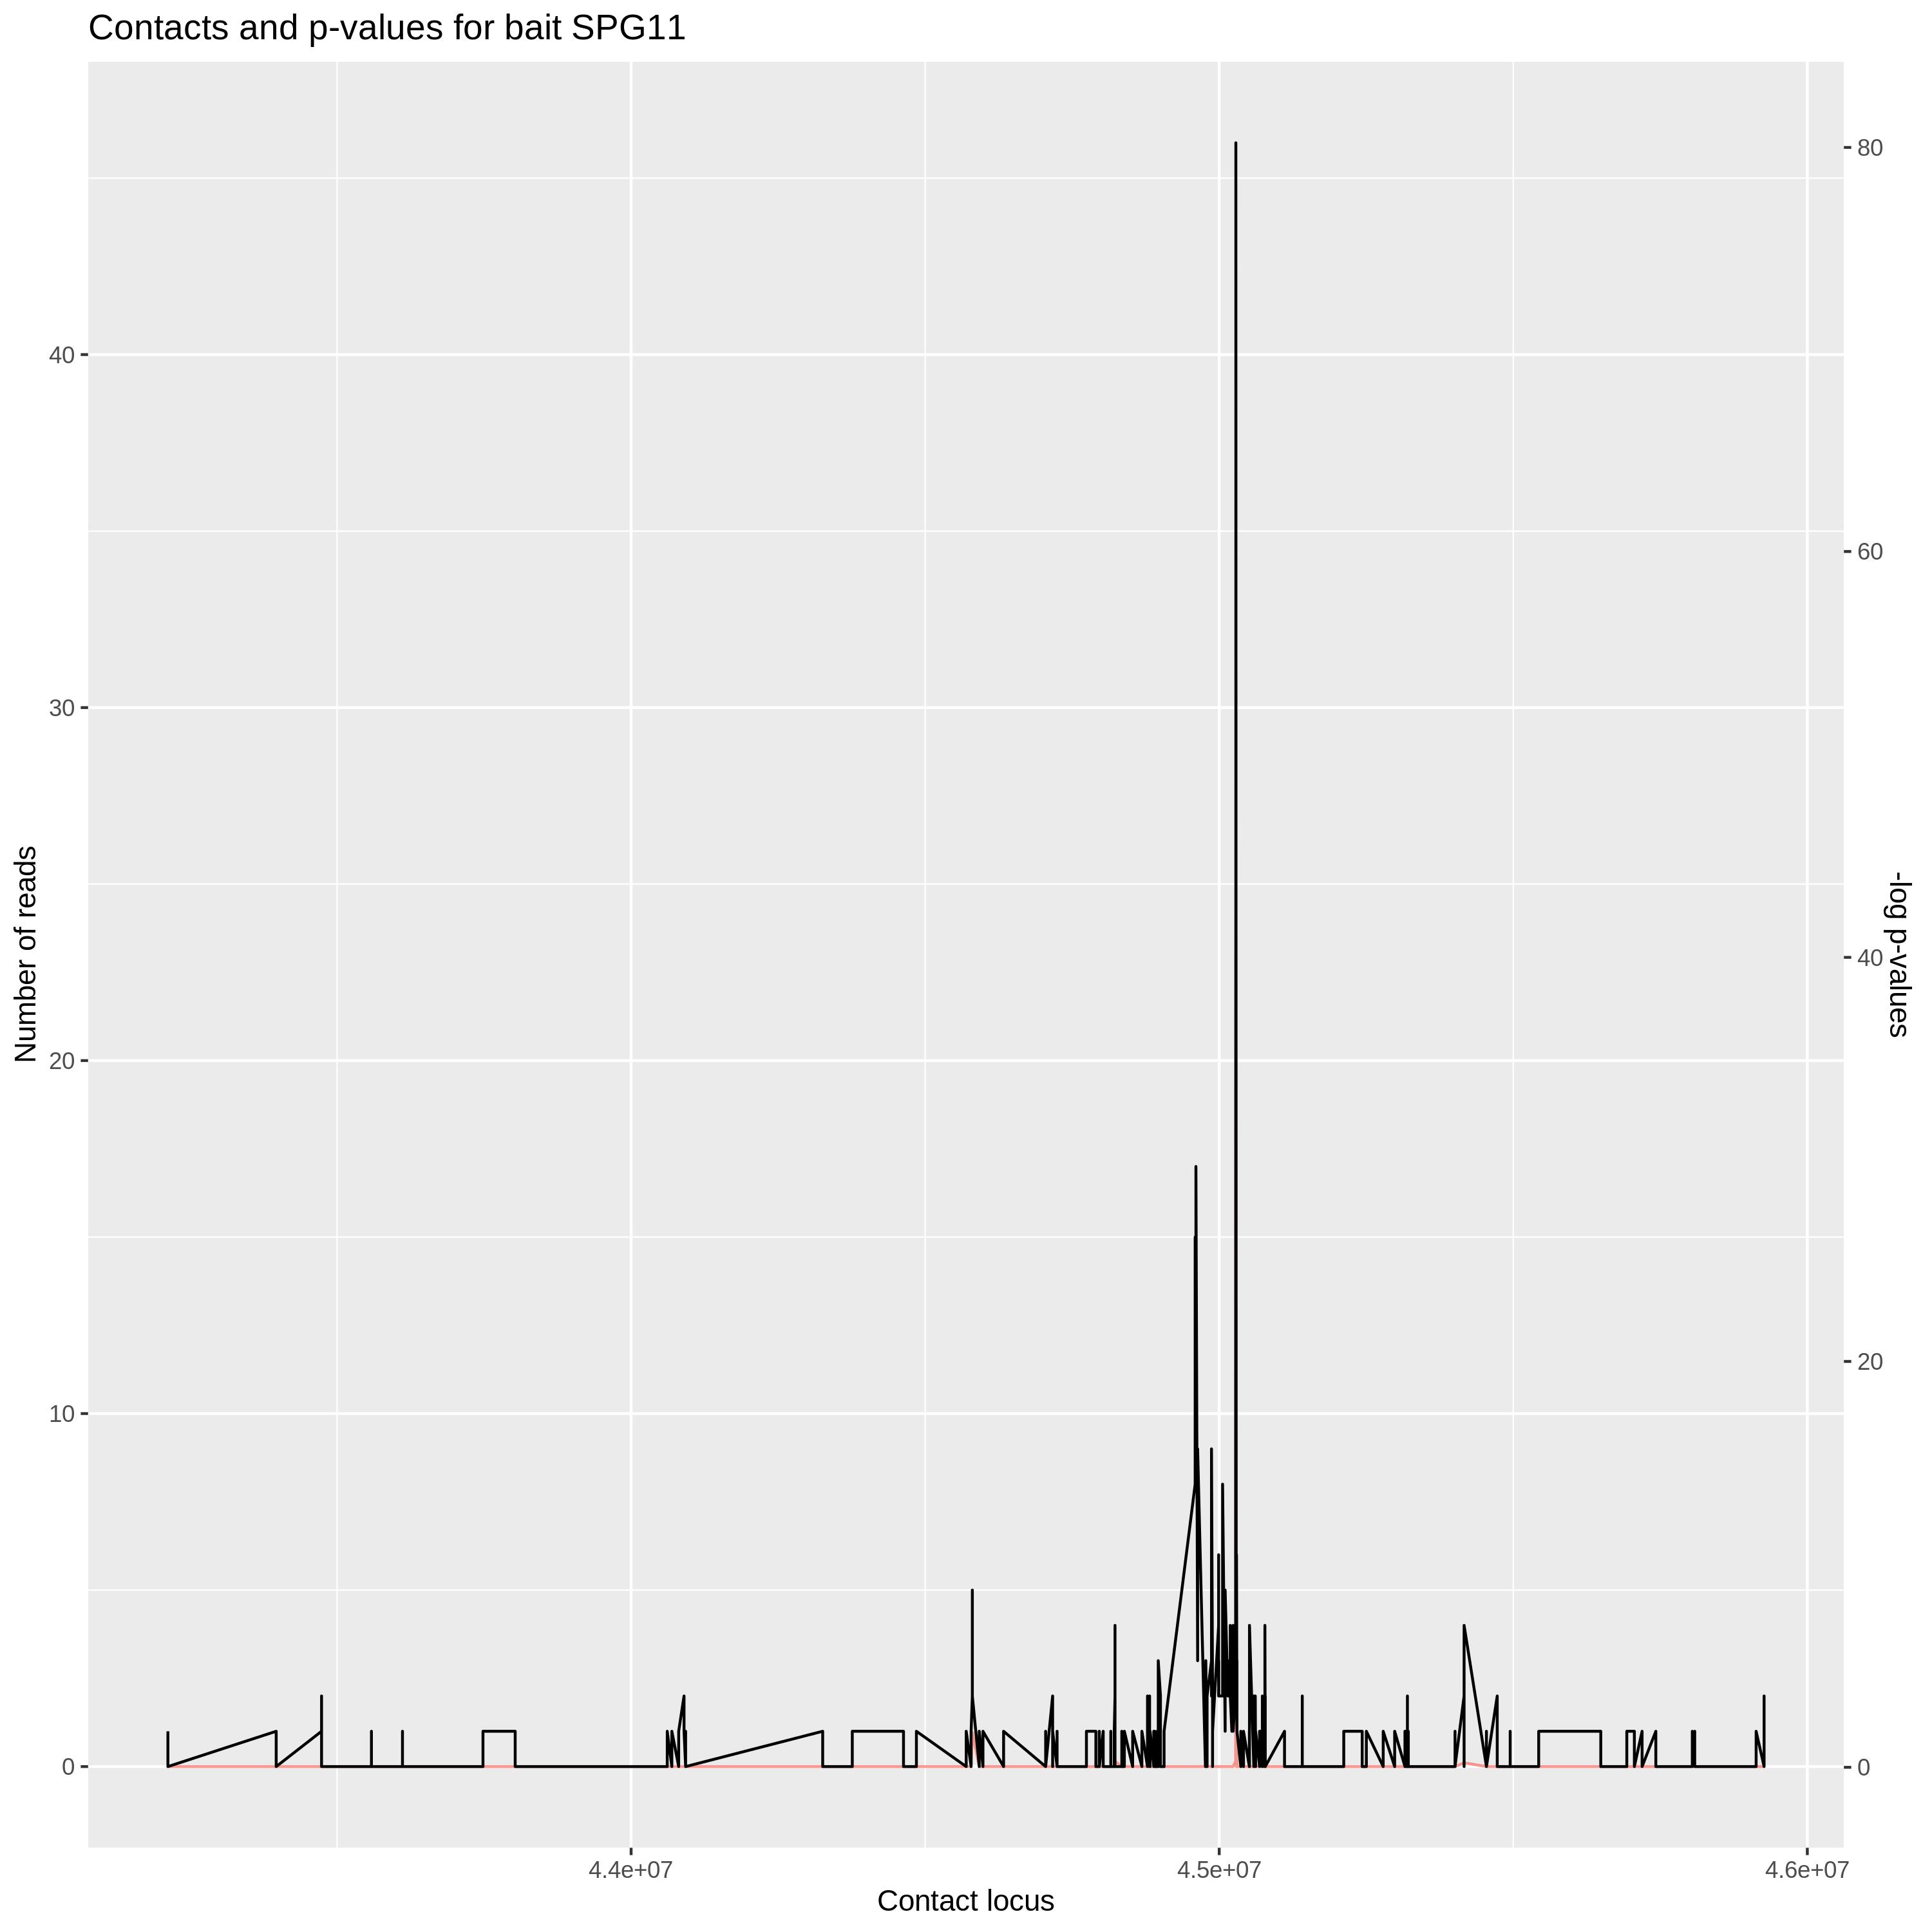 Contacts and p-values for bait SPG11
Number of reads
40
30
20
10
0
80
60
40
20
0
-log p-values
4.4e+07
4.5e+07
4.6e+07
Contact locus